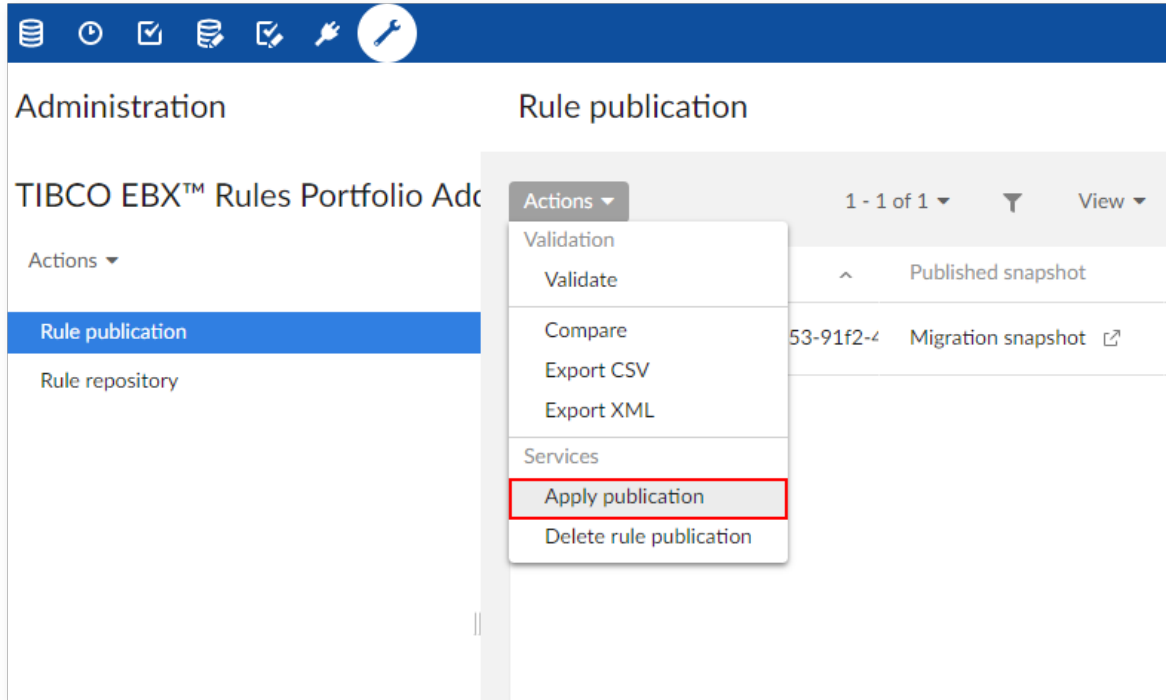 Administration
Rule publication
TIBCO EBX™ Rules Portfolio Add
Actions
1 - 1 of 1
View
Actions
Rule publication
Rule repository
Validation
Validate
Compare
Export CSV
Export XML
Services
Apply publication
Delete rule publication
Published snapshot
53-91f2-4
Migration snapshot